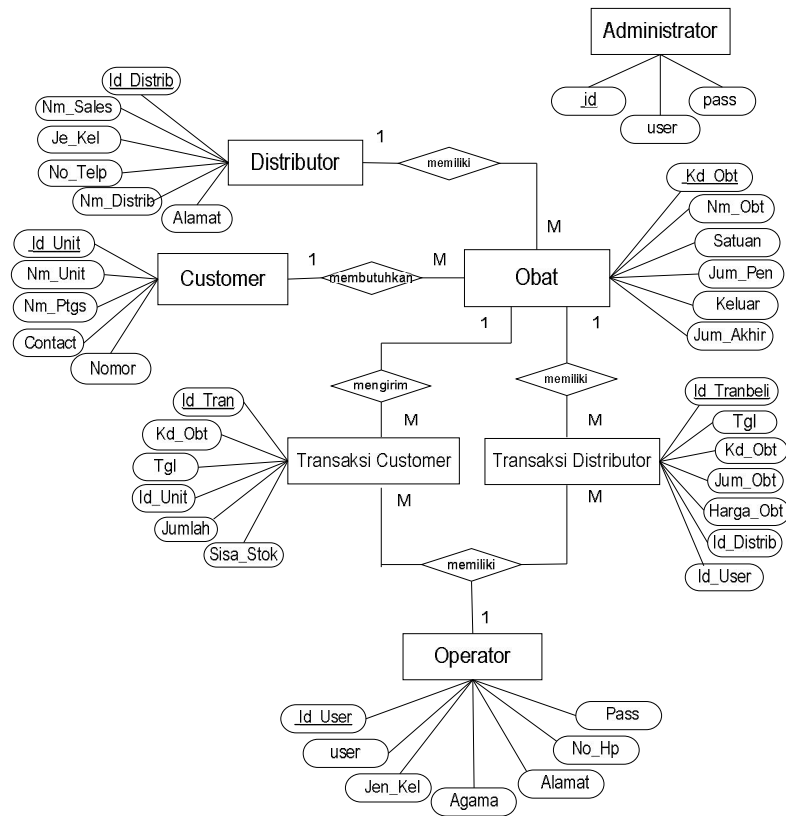 Administrator
id
user
pass
Id_Distrib
Nm_Sales
Je_Kel
No_Telp
Nm_Distrib
Alamat
Distributor
1
memiliki
M
Id_Unit
Nm_Unit
Nm_Ptgs
Contact
Nomor
Customer
1
membutuhkan
M
Obat
Kd_Obt
Nm_Obt
Satuan
Jum_Pen
Keluar
Jum_Akhir
1
1
mengirim
memiliki
M
M
Id_Tran
Kd_Obt
Tgl
Id_Unit
Jumlah
Sisa_Stok
Transaksi Customer
Transaksi Distributor
Id_Tranbeli
Tgl
Kd_Obt
Jum_Obt
Harga_Obt
Id_Distrib
Id_User
M
M
memiliki
1
Operator
Id_User
user
Jen_Kel
Agama
Alamat
No_Hp
Pass